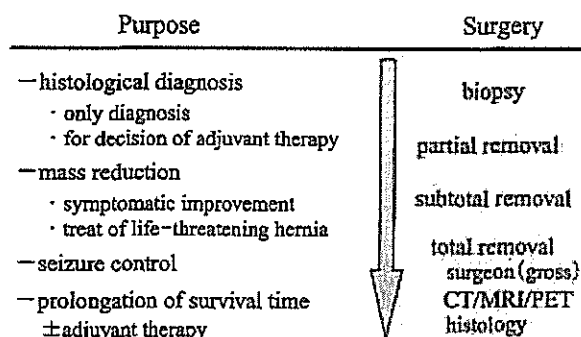 Purpose
Surgery
—histological diagnosis
· only diagnosis
· for decision of adjuvant therapy
—mass reduction
· symptomatic improvement
· treat of life-threatening hernia
—seizure control
—prolongation of survival time
±adjuvant therapy
biopsy
partial removal
subtotal removal
total removal
surgeon(gross)
CT/MRI/PET
histology